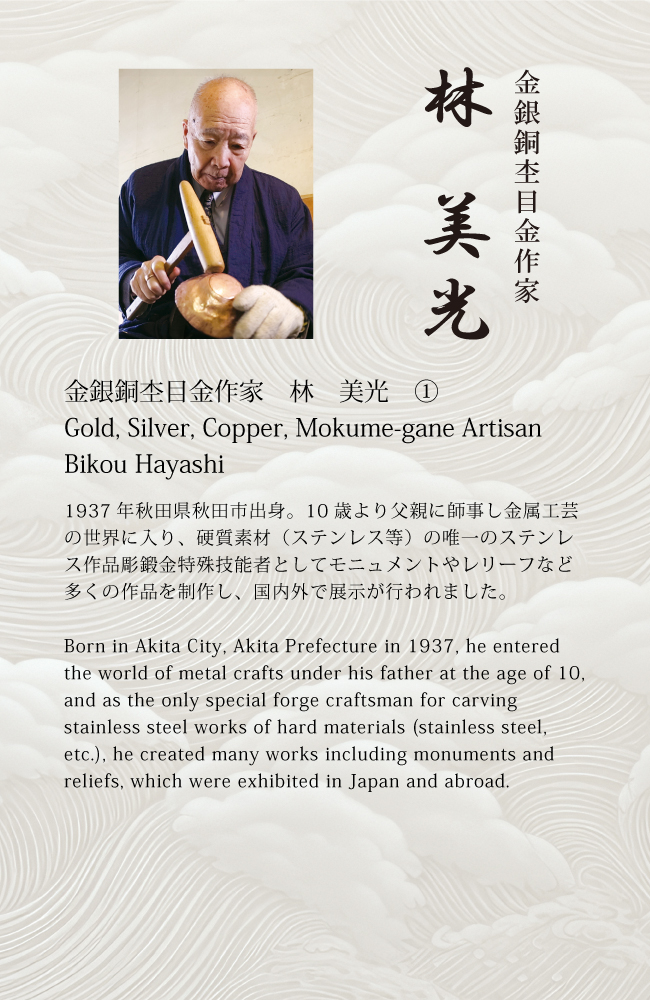 金銀銅杢目金作家
林 美光
金銀銅杢目金作家　林　美光　①
Gold, Silver, Copper, Mokume-gane Artisan
Bikou Hayashi
1937 年秋田県秋田市出身。10 歳より父親に師事し金属工芸
の世界に入り、硬質素材（ステンレス等）の唯一のステンレ
ス作品彫鍛金特殊技能者としてモニュメントやレリーフなど
多くの作品を制作し、国内外で展示が行われました。
Born in Akita City, Akita Prefecture in 1937, he entered
the world of metal crafts under his father at the age of 10,
and as the only special forge craftsman for carving
stainless steel works of hard materials (stainless steel,
etc.), he created many works including monuments and
reliefs, which were exhibited in Japan and abroad.